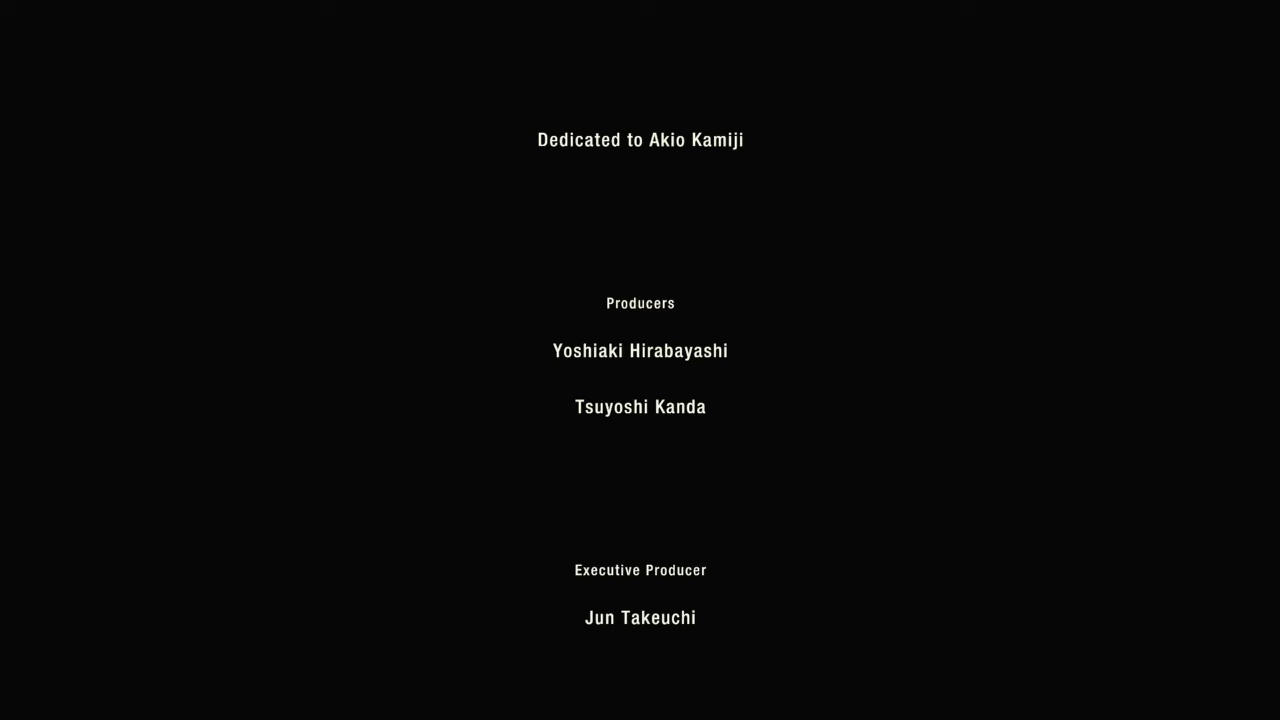 Dedicated to Akio Kamiji
Producers
Yoshiaki Hirabayashi
Tsuyoshi Kanda
Executive Producer
Jun Takeuchi